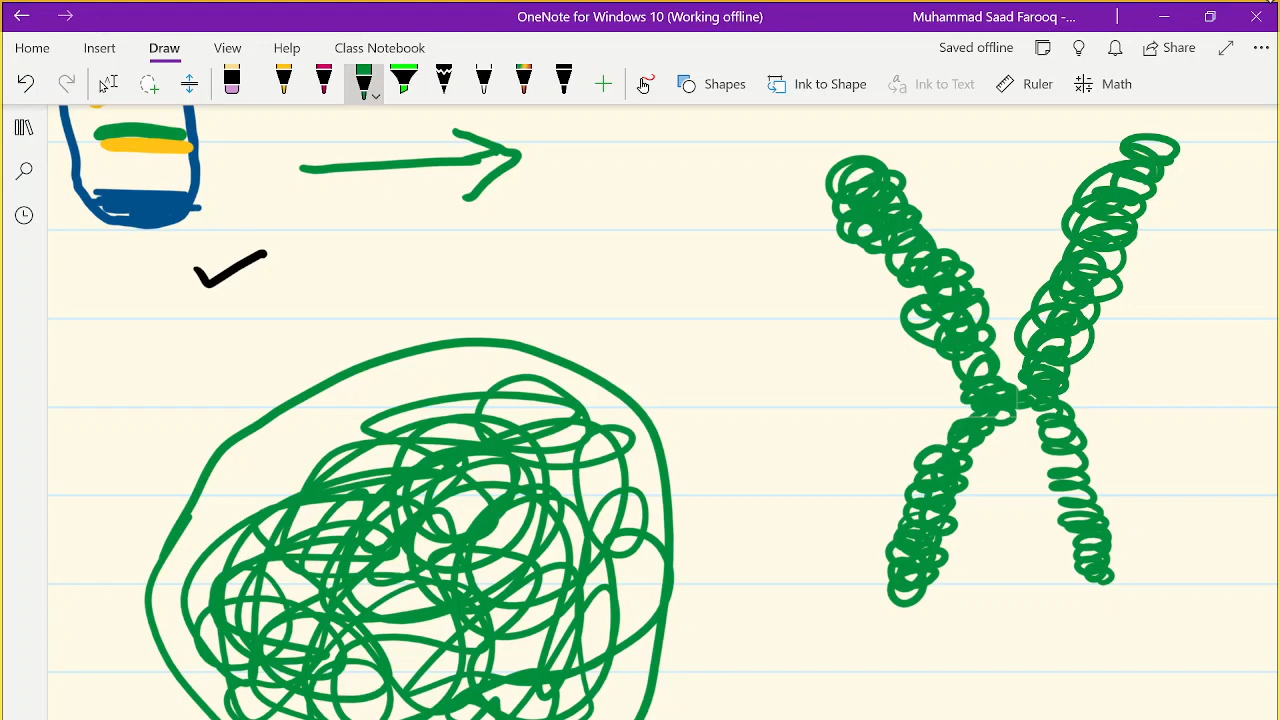 OneNote for Windows 10 (Working offline)
Muhammad Saad Farooq -...
Home Insert Draw View Help Class Notebook
Saved offline
Share
Shapes
Ink to Shape
Ink to Text
Ruler
Math